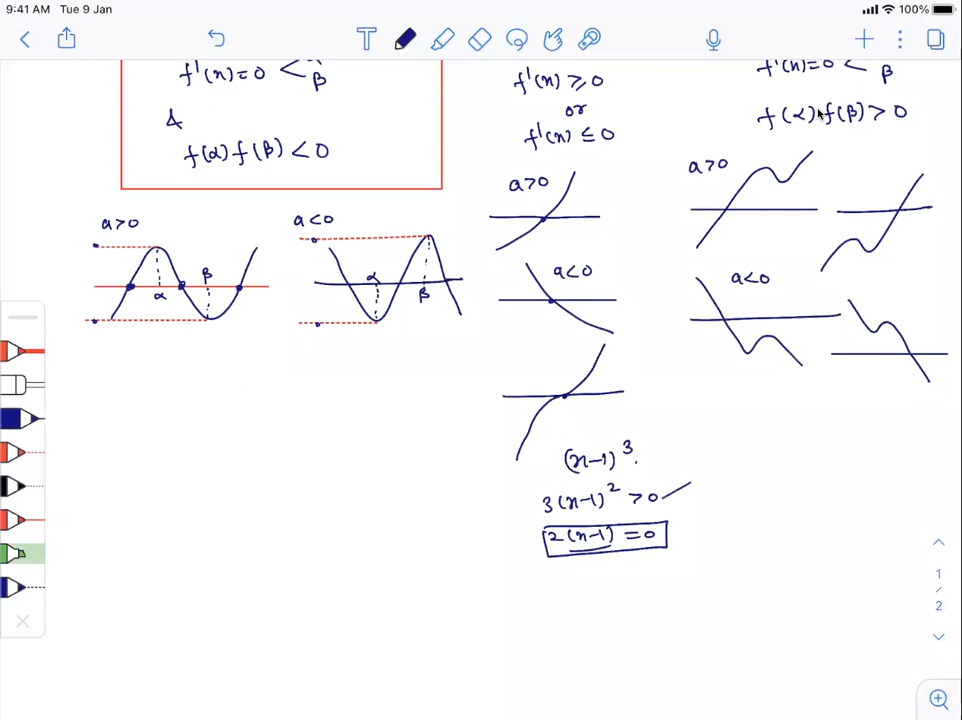 9:41 AM Tue 9 Jan
100%
T
f'(x)=0 < α
β
&
f(α) f(β) < 0
a>0
α
β
a<0
α
β
f'(x) ≥ 0
or
f'(x) ≤ 0
a>0
a<0
(x-1)³.
3(x-1)² >0
2(x-1) = 0
f'(x)=0 <
β
f(α) f(β) > 0
a>0
a<0
1
/
2